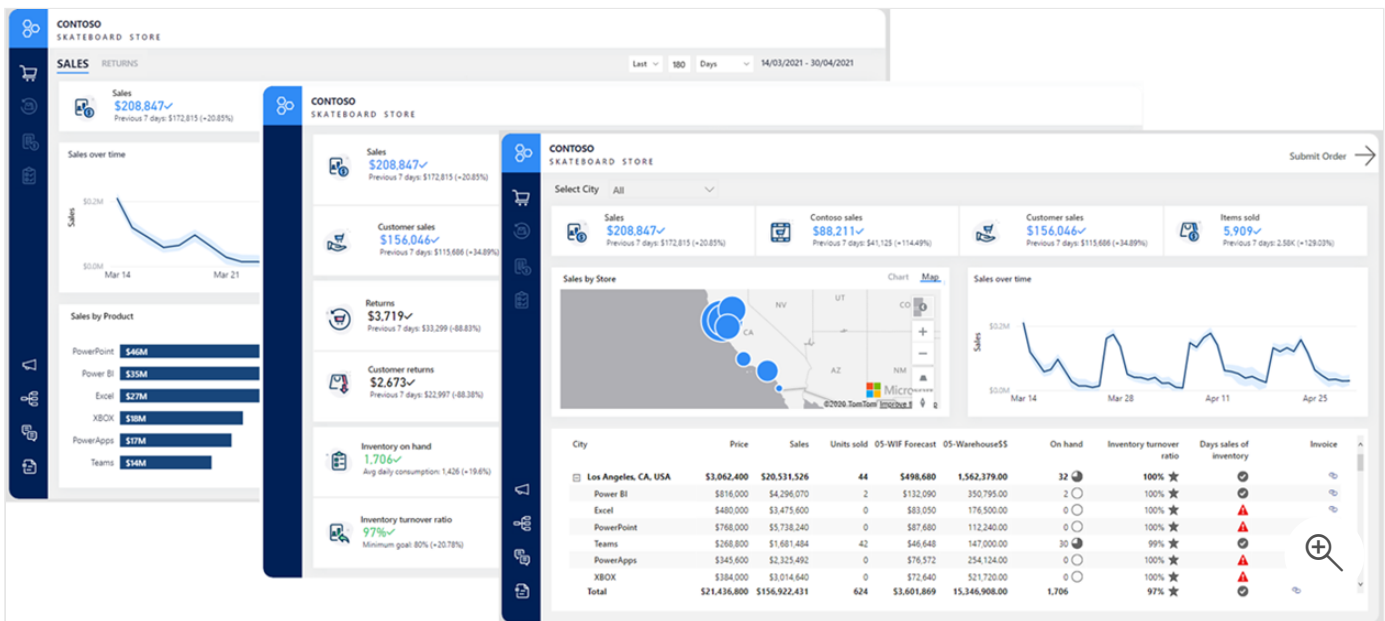 CONTOSO
SKATEBOARD STORE
SALES RETURNS
Last 180 Days 14/03/2021 - 30/04/2021
Sales
$208,847
Previous 7 days: $172,815 (+20.85%)
Sales over time
Sales
$0.2M
$0.0M
Mar 14 Mar 21
Sales by Product
PowerPoint $46M
Power BI $35M
Excel $27M
XBOX $18M
PowerApps $17M
Teams $14M
CONTOSO
SKATEBOARD STORE
Sales
$208,847
Previous 7 days: $172,815 (+20.85%)
Customer sales
$156,046
Previous 7 days: $115,686 (+34.89%)
Returns
$3,719
Previous 7 days: $33,299 (-88.83%)
Customer returns
$2,673
Previous 7 days: $22,997 (-88.38%)
Inventory on hand
1,706
Avg daily consumption: 1,426 (+19.6%)
Inventory turnover ratio
97%
Minimum goal: 80% (+20.78%)
CONTOSO
SKATEBOARD STORE
Submit Order
Select City All
Sales
$208,847
Previous 7 days: $172,815 (+20.85%)
Contoso sales
$88,211
Previous 7 days: $41,125 (+114.49%)
Customer sales
$156,046
Previous 7 days: $115,686 (+34.89%)
Items sold
5,909
Previous 7 days: 2.58K (+129.03%)
Sales by Store
Chart Map
NV UT CO
CA
AZ NM
Micro
©2020 TomTom Improve
Sales over time
Sales
$0.2M
$0.0M
Mar 14 Mar 28 Apr 11 Apr 25
City Price Sales Units sold 05-WIF Forecast 05-Warehouse$$ On hand Inventory turnover ratio Days sales of inventory Invoice
Los Angeles, CA, USA $3,062,400 $20,531,526 44 $498,680 1,562,379.00 32 100%
Power BI $816,000 $4,296,070 2 $132,090 350,795.00 2 100%
Excel $480,000 $3,475,600 0 $83,050 176,500.00 0 100%
PowerPoint $768,000 $5,738,240 0 $87,680 112,240.00 0 100%
Teams $268,800 $1,681,484 42 $46,648 147,000.00 30 99%
PowerApps $345,600 $2,325,492 0 $76,572 254,124.00 0 100%
XBOX $384,000 $3,014,640 0 $72,640 521,720.00 0 100%
Total $21,436,800 $156,922,431 624 $3,601,869 15,346,908.00 1,706 97%